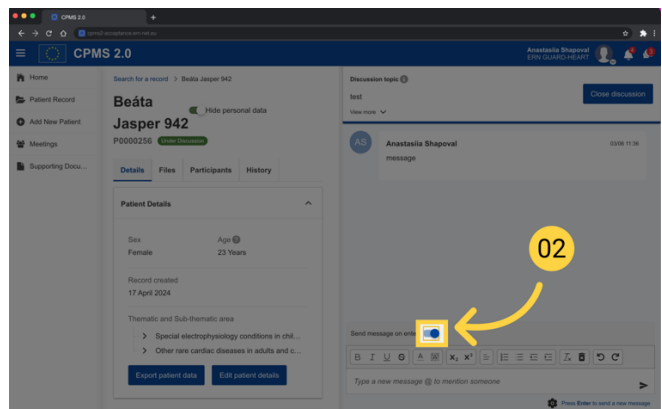 CPMS 2.0
cpms2-acceptance.ern-net.eu
CPMS 2.0
Anastasiia Shapoval
ERN GUARD-HEART
Home
Patient Record
Add New Patient
Meetings
Supporting Docu...
Search for a record > Beáta Jasper 942
Beáta
Jasper 942
Hide personal data
P0000256 Under Discussion
Details Files Participants History
Patient Details
Sex Age
Female 23 Years
Record created
17 April 2024
Thematic and Sub-thematic area
Special electrophysiology conditions in chil...
Other rare cardiac diseases in adults and c...
Export patient data Edit patient details
Discussion topic
test
Close discussion
View more
AS Anastasiia Shapoval 03/06 11:36
message
02
Send message on enter
B I U S A X₂ X²
Type a new message @ to mention someone
Press Enter to send a new message